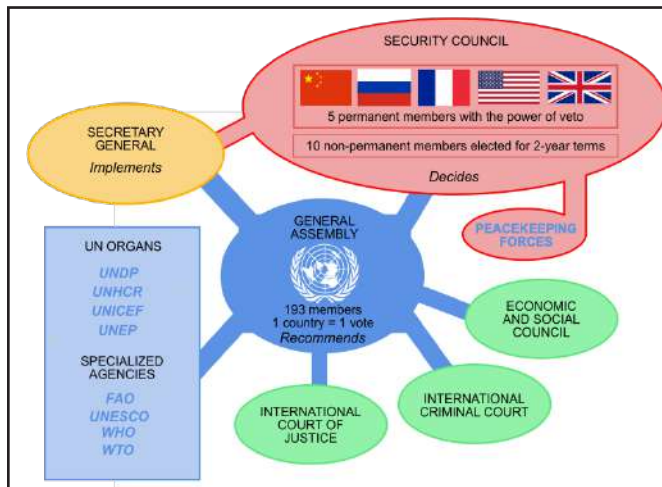 SECURITY COUNCIL
5 permanent members with the power of veto
10 non-permanent members elected for 2-year terms
Decides
SECRETARY
GENERAL
Implements
PEACEKEEPING
FORCES
GENERAL
ASSEMBLY
193 members
1 country = 1 vote
Recommends
UN ORGANS
UNDP
UNHCR
UNICEF
UNEP
SPECIALIZED
AGENCIES
FAO
UNESCO
WHO
WTO
ECONOMIC
AND SOCIAL
COUNCIL
INTERNATIONAL
CRIMINAL COURT
INTERNATIONAL
COURT OF
JUSTICE